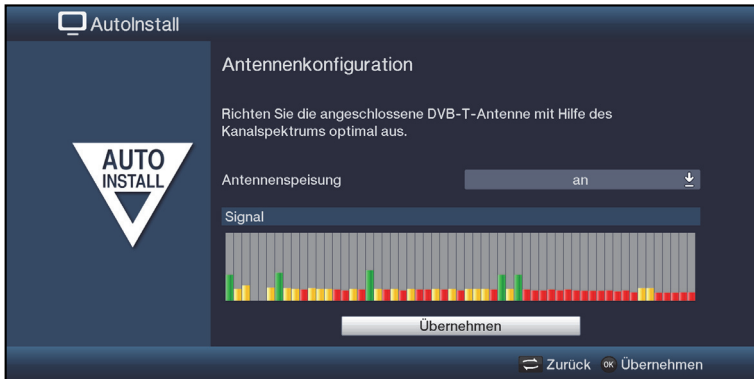 AutoInstall
Antennenkonfiguration
Richten Sie die angeschlossene DVB-T-Antenne mit Hilfe des
Kanalspektrums optimal aus.
AUTO
INSTALL
Antennenspeisung an
Signal
Übernehmen
Zurück OK Übernehmen